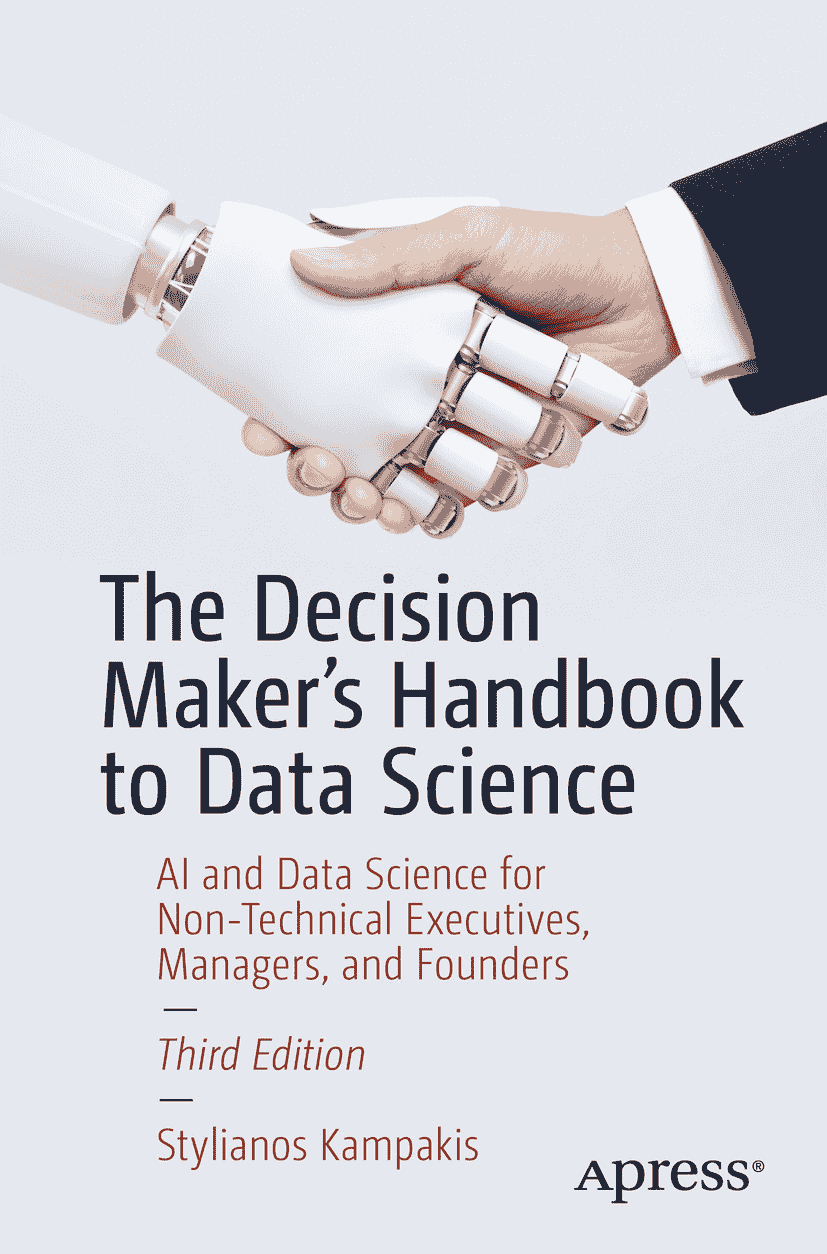 The Decision
Maker’s Handbook
to Data Science
AI and Data Science for
Non-Technical Executives,
Managers, and Founders
—
Third Edition
—
Stylianos Kampakis
Apress®